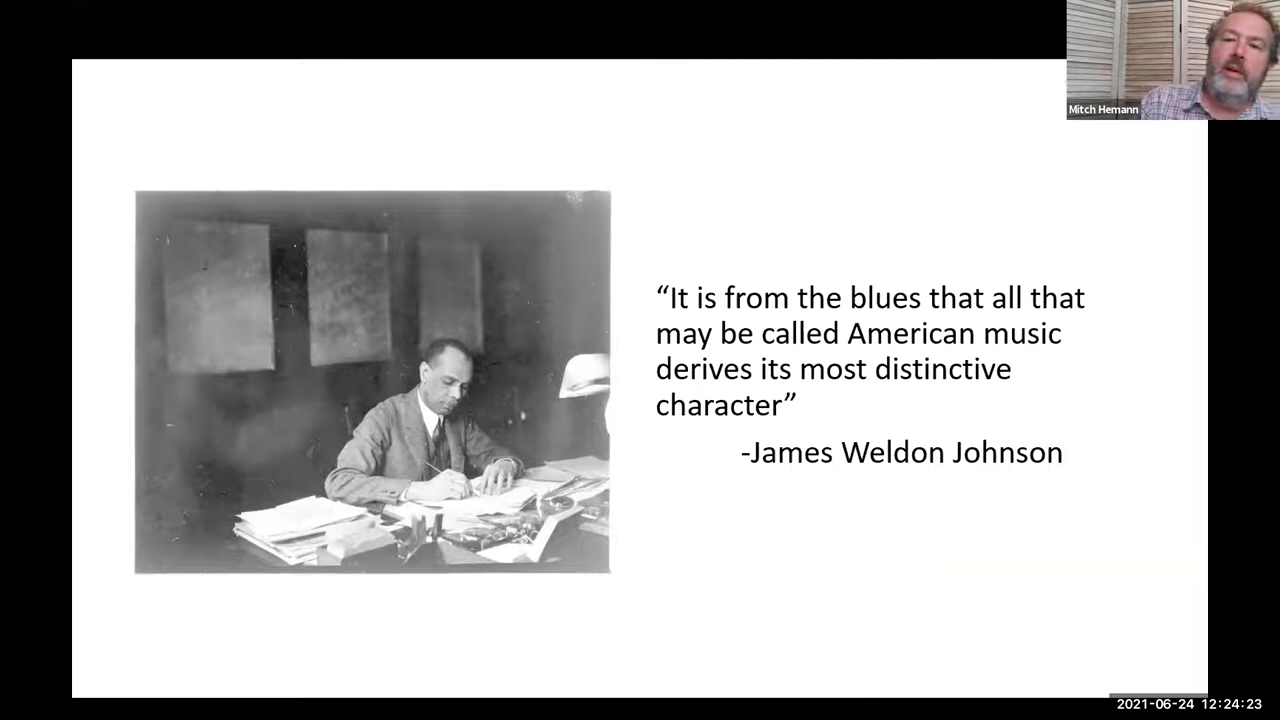 Mitch Hemann
“It is from the blues that all that
may be called American music
derives its most distinctive
character”
-James Weldon Johnson
2021-06-24 12:24:23